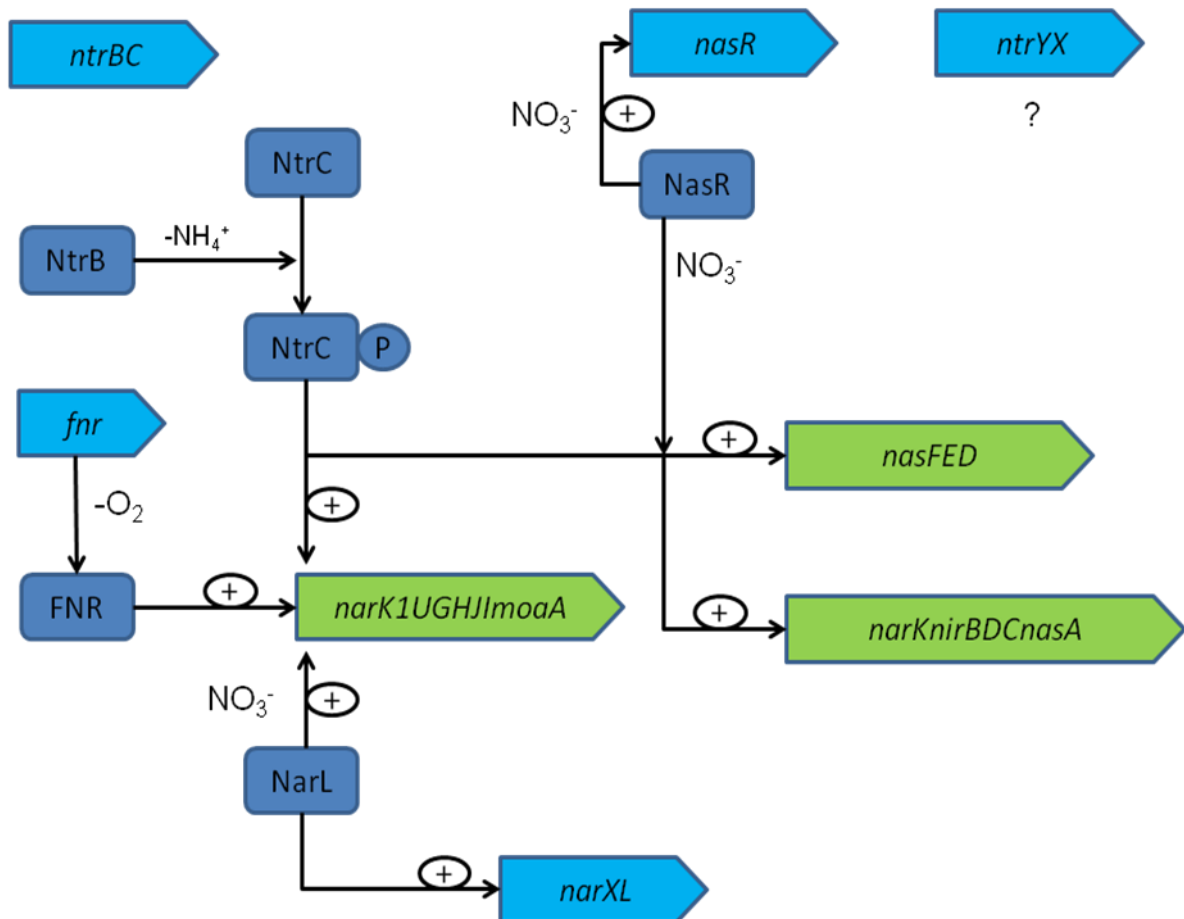 ntrBC
nasR
ntrYX
NO₃⁻
+
?
NtrC
NasR
-NH₄⁺
NtrB
NO₃⁻
NtrC
P
fnr
+
nasFED
-O₂
+
FNR
+
narK1UGHJImoaA
+
narKnirBDCnasA
NO₃⁻
+
NarL
+
narXL